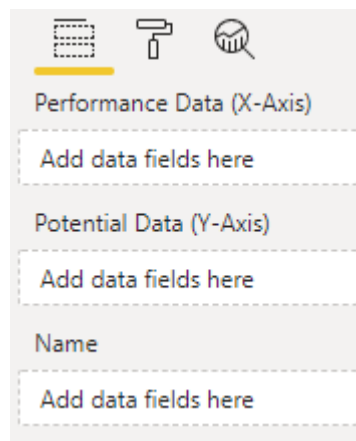 Performance Data (X-Axis)
Add data fields here
Potential Data (Y-Axis)
Add data fields here
Name
Add data fields here